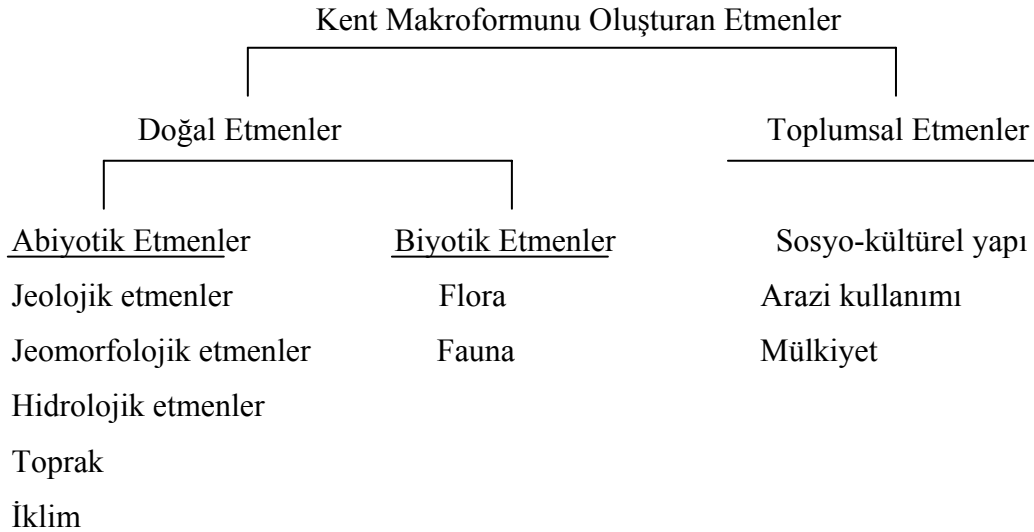 Kent Makroformunu Oluşturan Etmenler
Doğal Etmenler Toplumsal Etmenler
Abiyotik Etmenler Biyotik Etmenler Sosyo-kültürel yapı
Jeolojik etmenler Flora Arazi kullanımı
Jeomorfolojik etmenler Fauna Mülkiyet
Hidrolojik etmenler
Toprak
İklim